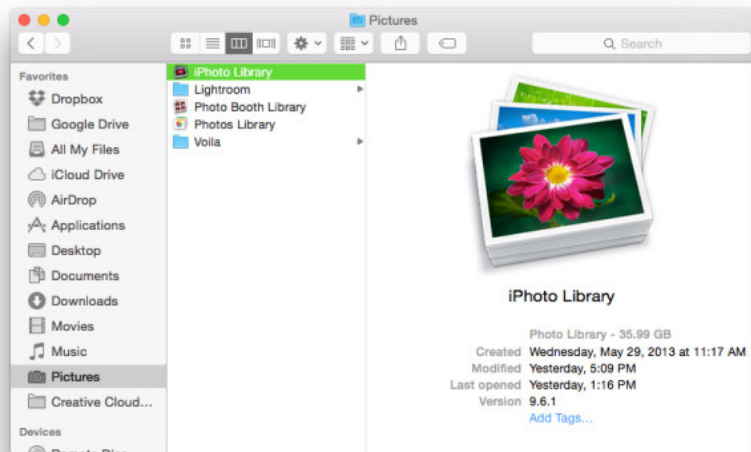 Pictures
Search
Favorites
Dropbox
Google Drive
All My Files
iCloud Drive
AirDrop
Applications
Desktop
Documents
Downloads
Movies
Music
Pictures
Creative Cloud...
Devices
Remote Disc
iPhoto Library
Lightroom
Photo Booth Library
Photos Library
Voila
iPhoto Library
Photo Library - 35.99 GB
Created Wednesday, May 29, 2013 at 11:17 AM
Modified Yesterday, 5:09 PM
Last opened Yesterday, 1:16 PM
Version 9.6.1
Add Tags...